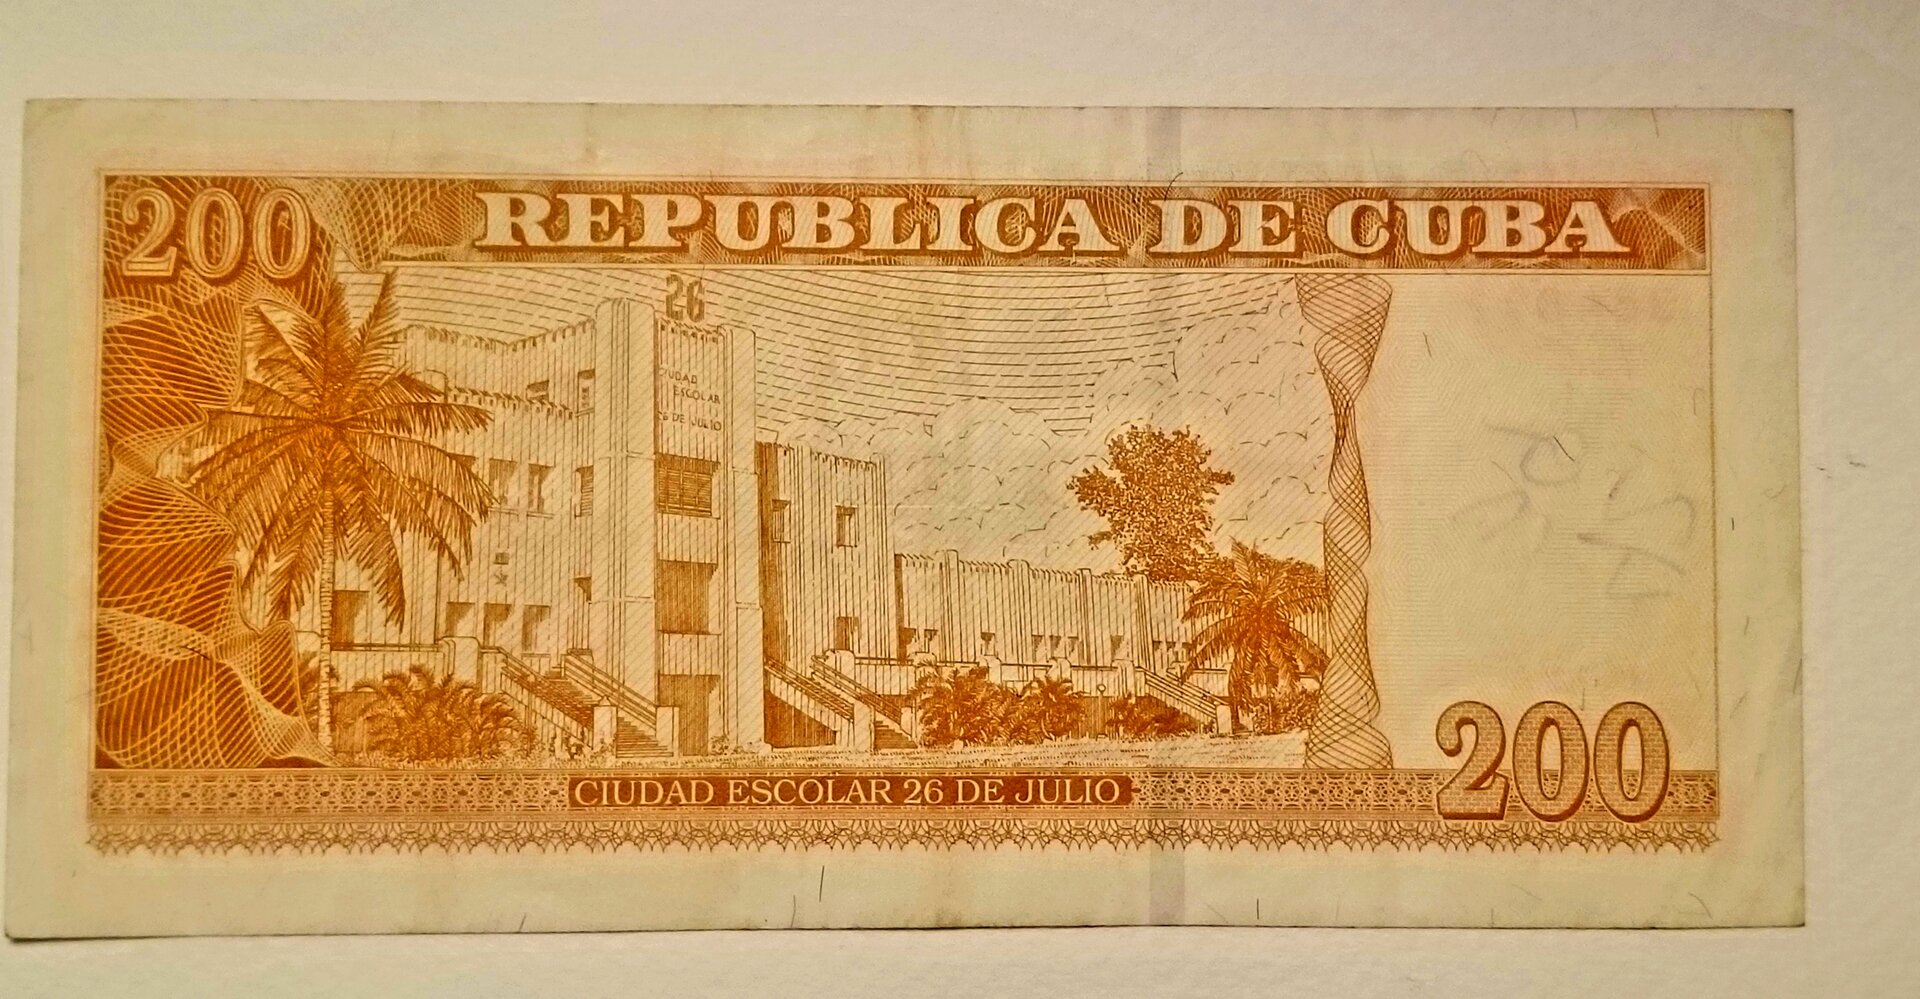 200 REPUBLICA DE CUBA
26
CIUDAD
ESCOLAR
26 DE JULIO
CIUDAD ESCOLAR 26 DE JULIO
200